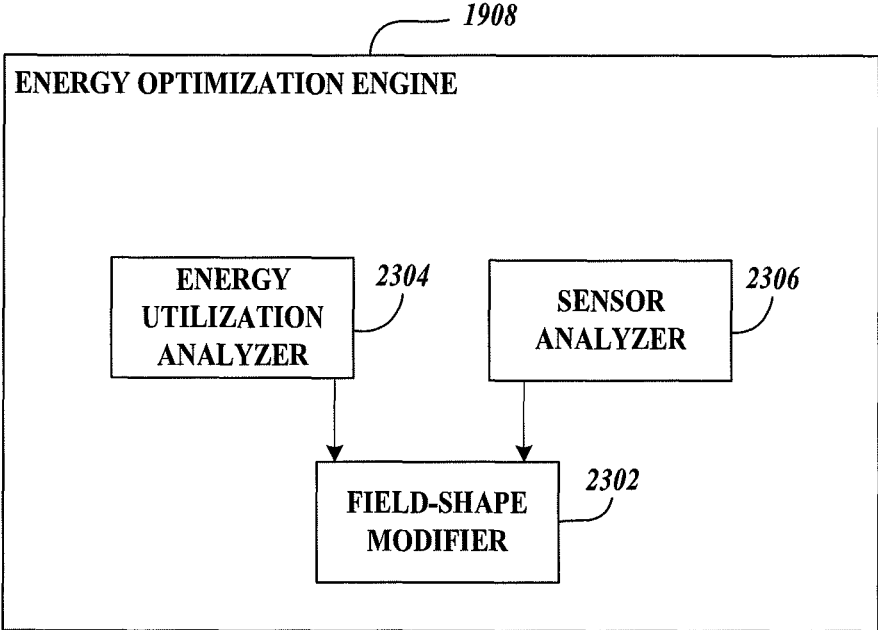 1908
ENERGY OPTIMIZATION ENGINE
ENERGY
UTILIZATION
ANALYZER
2304
SENSOR
ANALYZER
2306
FIELD-SHAPE
MODIFIER
2302